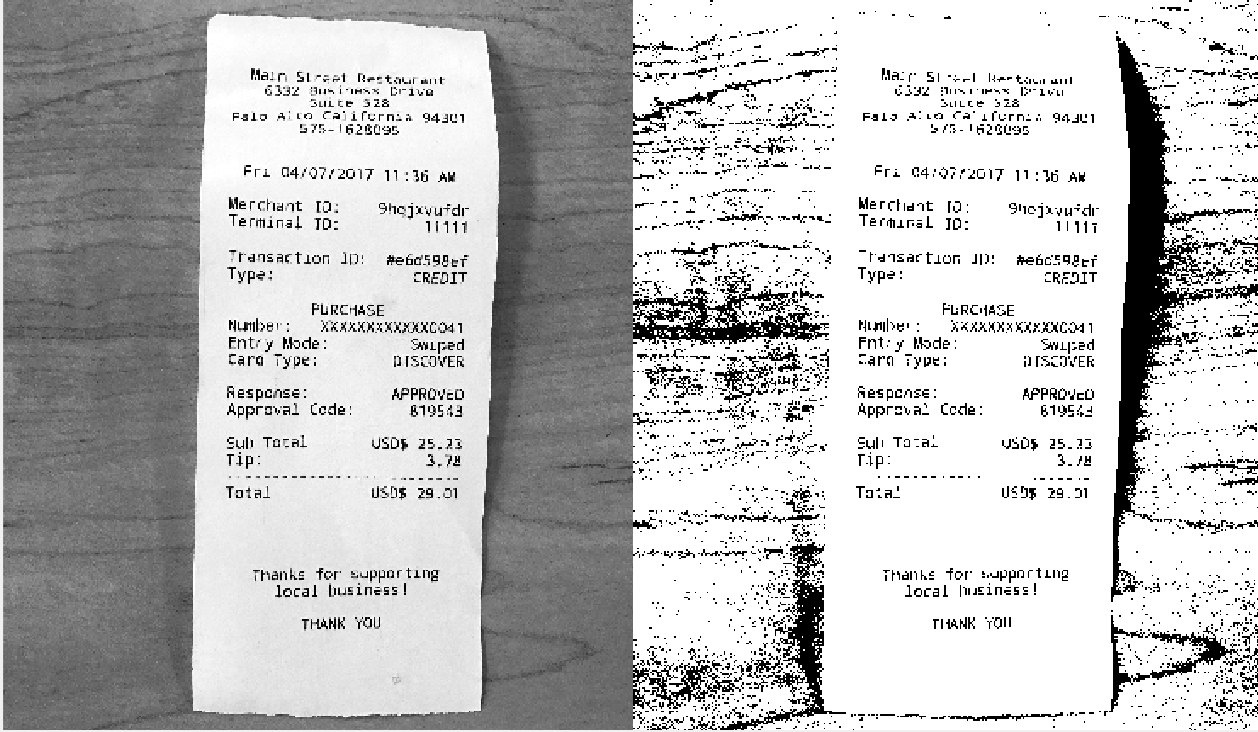 Main Street Restaurant
6332 Business Drive
Suite 528
Palo Alto California 94301
575-1628095
Fri 04/07/2017 11:36 AM
Merchant ID: 9hqjxvufdr
Terminal ID: 11111
Transaction ID: #e6d598ef
Type: CREDIT
PURCHASE
Number: XXXXXXXXXXXX0041
Entry Mode: Swiped
Card Type: DISCOVER
Response: APPROVED
Approval Code: 819543
Sub Total USD$ 25.23
Tip: 3.78
Total USD$ 29.01
Thanks for supporting
local business!
THANK YOU
Main Street Restaurant
6332 Business Drive
Suite 528
Palo Alto California 94301
575-1628095
Fri 04/07/2017 11:36 AM
Merchant ID: 9hqjxvufdr
Terminal ID: 11111
Transaction ID: #e6d598ef
Type: CREDIT
PURCHASE
Number: XXXXXXXXXXXX0041
Entry Mode: Swiped
Card Type: DISCOVER
Response: APPROVED
Approval Code: 819543
Sub Total USD$ 25.23
Tip: 3.78
Total USD$ 29.01
Thanks for supporting
local business!
THANK YOU